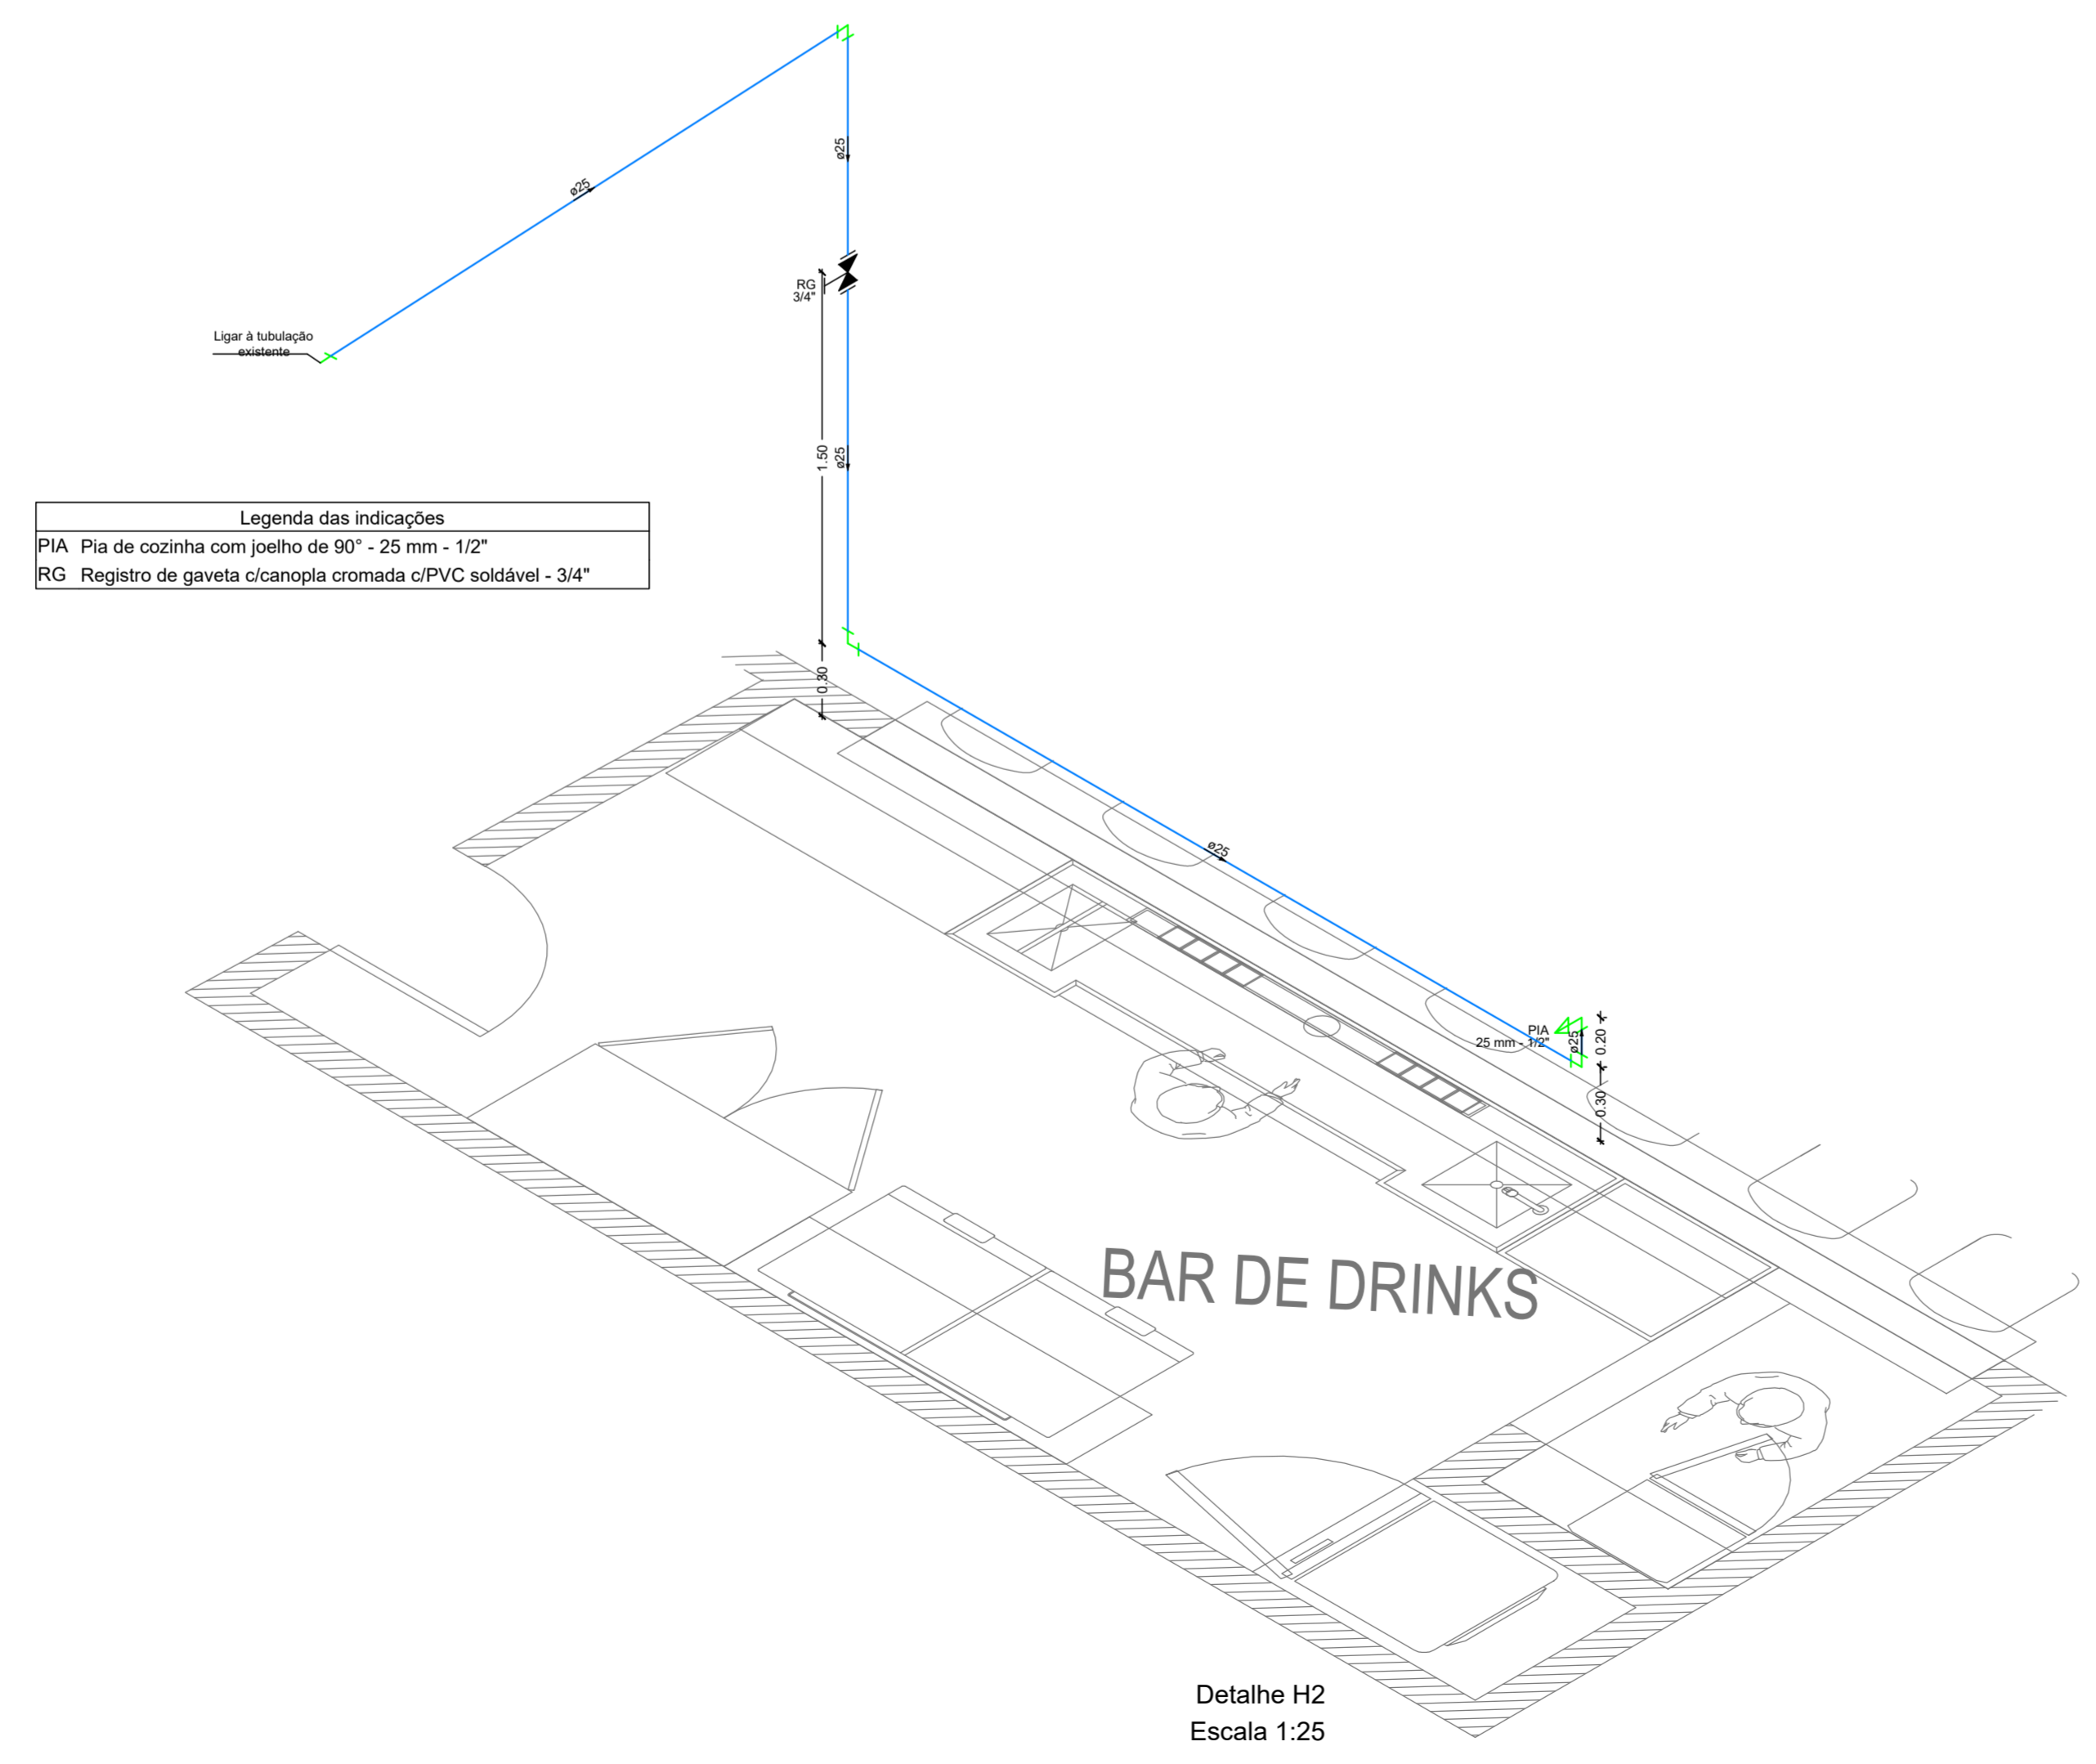 ø25
ø25
RG
3/4"
Ligar à tubulação
existente
1.50
ø25
Legenda das indicações
PIA Pia de cozinha com joelho de 90° - 25 mm - 1/2"
RG Registro de gaveta c/canopla cromada c/PVC soldável - 3/4"
0.30
ø25
PIA
25 mm - 1/2"
ø25
0.20
0.30
BAR DE DRINKS
Detalhe H2
Escala 1:25